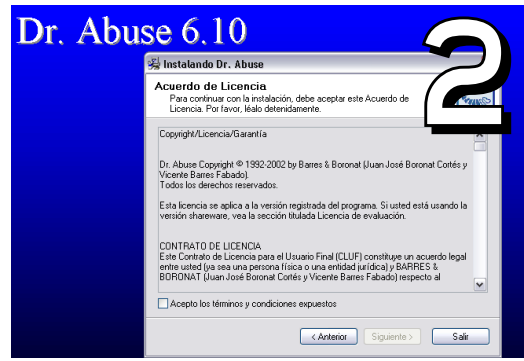 Dr. Abuse 6.10
2
Instalando Dr. Abuse
Acuerdo de Licencia
Para continuar con la instalación, debe aceptar este Acuerdo de
Licencia. Por favor, léalo detenidamente.
Copyright/Licencia/Garantía
Dr. Abuse Copyright © 1992-2002 by Barres & Boronat (Juan José Boronat Cortés y
Vicente Barres Fabado).
Todos los derechos reservados.
Esta licencia se aplica a la versión registrada del programa. Si usted está usando la
versión shareware, vea la sección titulada Licencia de evaluación.
CONTRATO DE LICENCIA
Este Contrato de Licencia para el Usuario Final (CLUF) constituye un acuerdo legal
entre usted (ya sea una persona física o una entidad jurídica) y BARRES &
BORONAT (Juan José Boronat Cortés y Vicente Barres Fabado) respecto al
Acepto los términos y condiciones expuestos
< Anterior
Siguiente >
Salir